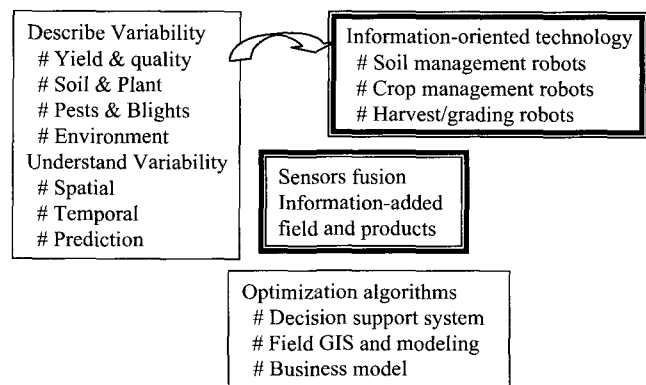 Describe Variability
# Yield & quality
# Soil & Plant
# Pests & Blights
# Environment
Understand Variability
# Spatial
# Temporal
# Prediction
Information-oriented technology
# Soil management robots
# Crop management robots
# Harvest/grading robots
Sensors fusion
Information-added
field and products
Optimization algorithms
# Decision support system
# Field GIS and modeling
# Business model